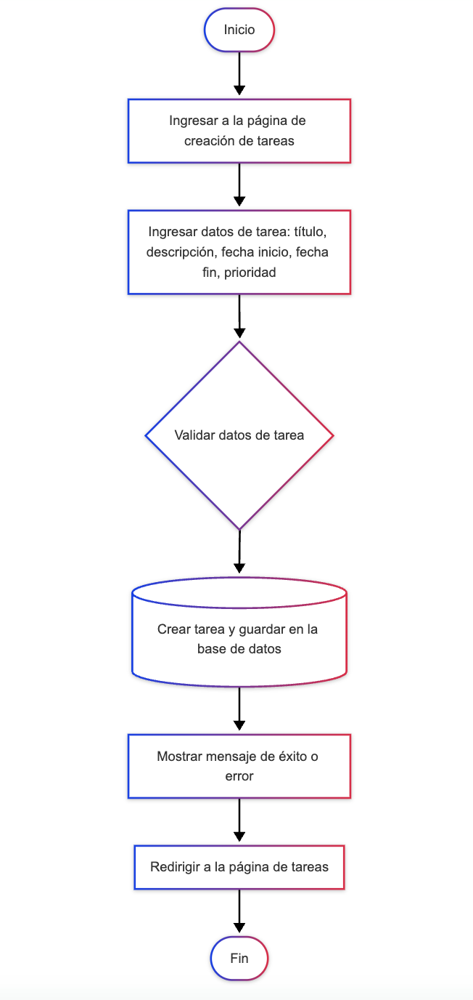 Inicio
Ingresar a la página de
creación de tareas
Ingresar datos de tarea: título,
descripción, fecha inicio, fecha
fin, prioridad
Validar datos de tarea
Crear tarea y guardar en la
base de datos
Mostrar mensaje de éxito o
error
Redirigir a la página de tareas
Fin